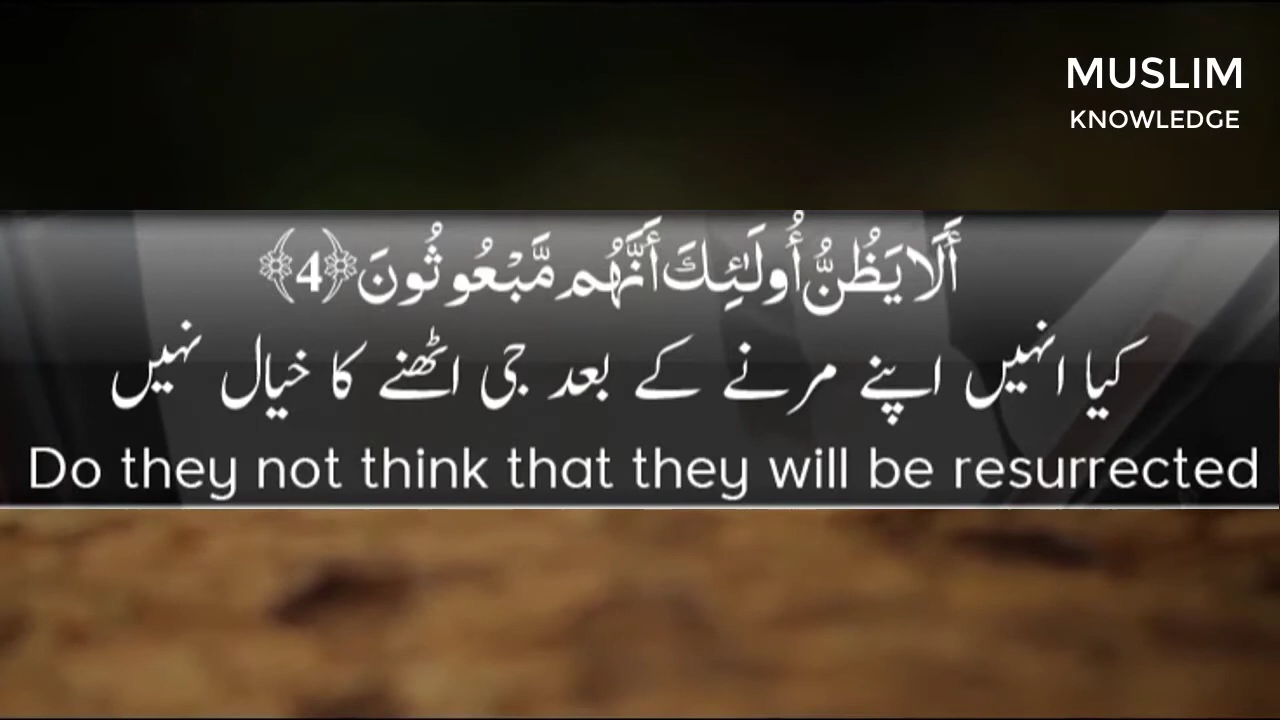 MUSLIM
KNOWLEDGE
أَلَا يَظُنُّ أُولَـٰئِكَ أَنَّهُم مَّبْعُوثُونَ ﴿4﴾
کیا انہیں اپنے مرنے کے بعد جی اٹھنے کا خیال نہیں
Do they not think that they will be resurrected